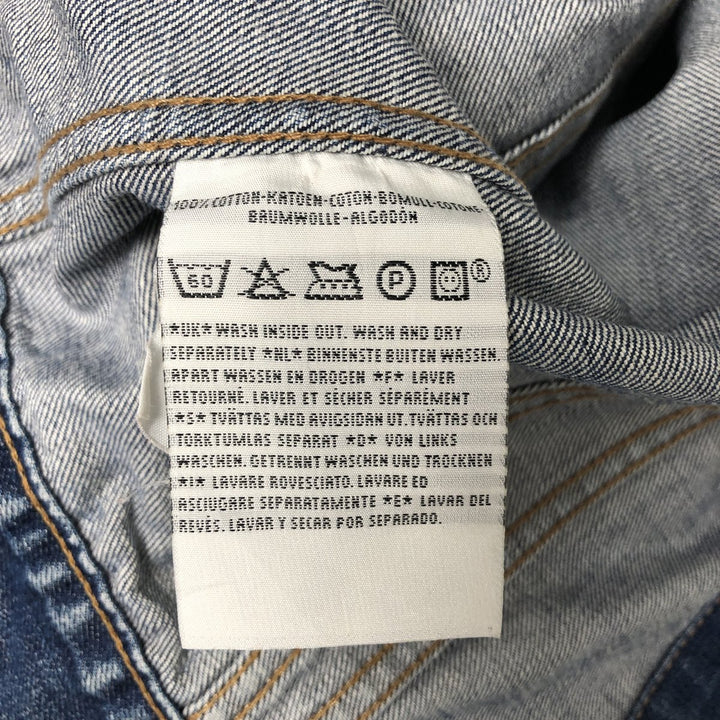 100% COTTON-KATOEN-COTON-BOMULL-COTONE-
BAUMWOLLE-ALGODÓN
60 P ®
*UK* WASH INSIDE OUT. WASH AND DRY
SEPARATELY *NL* BINNENSTE BUITEN WASSEN.
APART WASSEN EN DROGEN *F* LAVER
RETOURNÉ. LAVER ET SÉCHER SÉPARÉMENT
*S* TVÄTTAS MED AVIGSIDAN UT. TVÄTTAS OCH
TORKTUMLAS SEPARAT *D* VON LINKS
WASCHEN. GETRENNT WASCHEN UND TROCKNEN
*I* LAVARE ROVESCIATO. LAVARE ED
ASCIUGARE SEPARATAMENTE *E* LAVAR DEL
REVÉS. LAVAR Y SECAR POR SEPARADO.